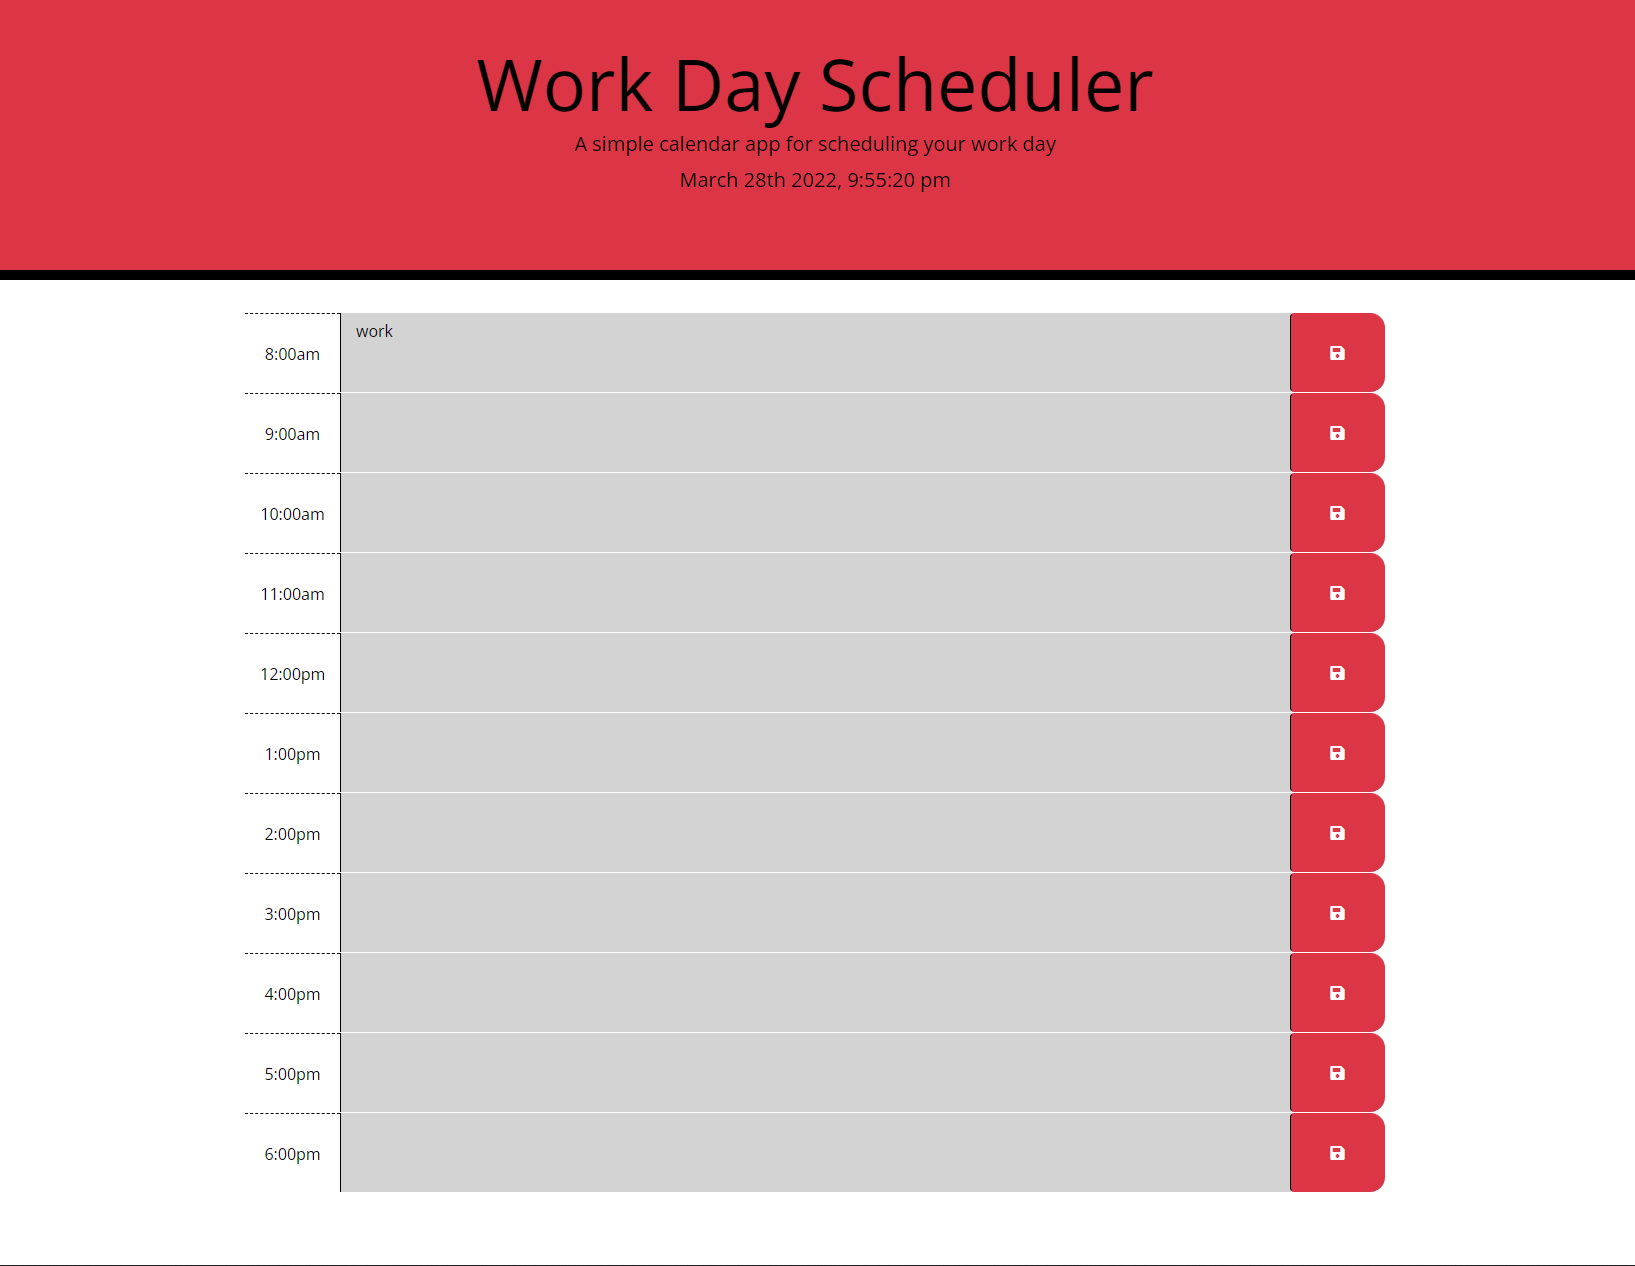 Work Day Scheduler
A simple calendar app for scheduling your work day
March 28th 2022, 9:55:20 pm
8:00am work
9:00am
10:00am
11:00am
12:00pm
1:00pm
2:00pm
3:00pm
4:00pm
5:00pm
6:00pm